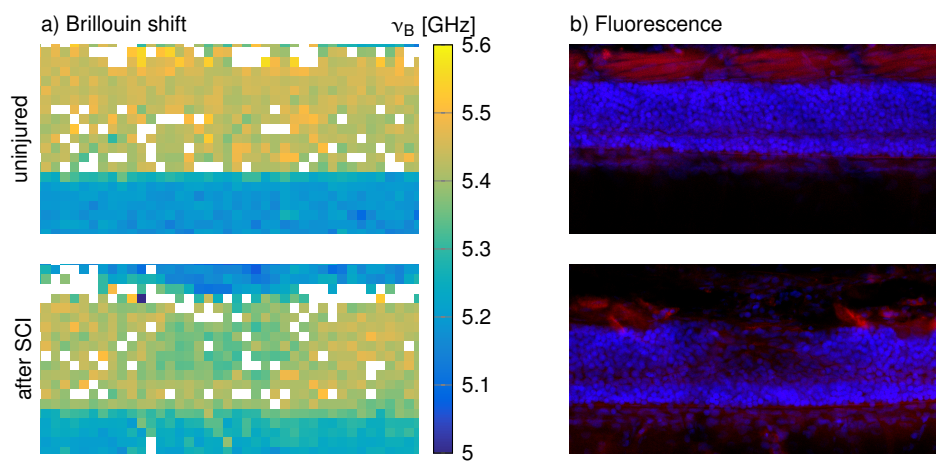 a) Brillouin shift
ν_B [GHz]
b) Fluorescence
uninjured
after SCI
5.6
5.5
5.4
5.3
5.2
5.1
5